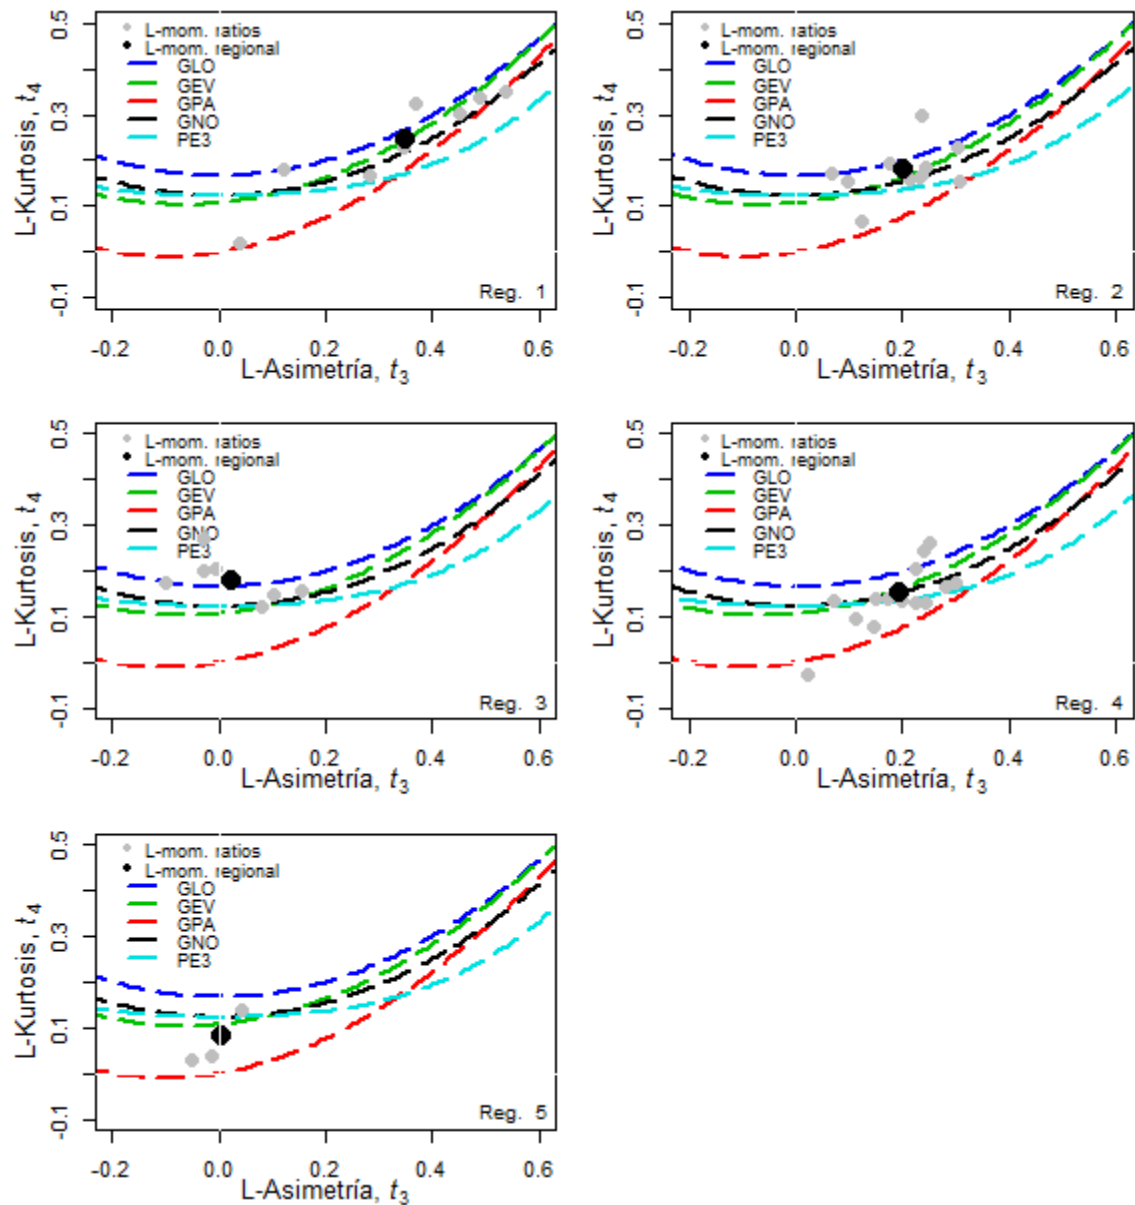 L-mom. ratios
L-mom. regional
GLO
GEV
GPA
GNO
PE3
0.5
0.3
0.1
-0.1
L-Kurtosis, t4
Reg. 1
-0.2 0.0 0.2 0.4 0.6
L-Asimetría, t3
L-mom. ratios
L-mom. regional
GLO
GEV
GPA
GNO
PE3
0.5
0.3
0.1
-0.1
L-Kurtosis, t4
Reg. 2
-0.2 0.0 0.2 0.4 0.6
L-Asimetría, t3
L-mom. ratios
L-mom. regional
GLO
GEV
GPA
GNO
PE3
0.5
0.3
0.1
-0.1
L-Kurtosis, t4
Reg. 3
-0.2 0.0 0.2 0.4 0.6
L-Asimetría, t3
L-mom. ratios
L-mom. regional
GLO
GEV
GPA
GNO
PE3
0.5
0.3
0.1
-0.1
L-Kurtosis, t4
Reg. 4
-0.2 0.0 0.2 0.4 0.6
L-Asimetría, t3
L-mom. ratios
L-mom. regional
GLO
GEV
GPA
GNO
PE3
0.5
0.3
0.1
-0.1
L-Kurtosis, t4
Reg. 5
-0.2 0.0 0.2 0.4 0.6
L-Asimetría, t3